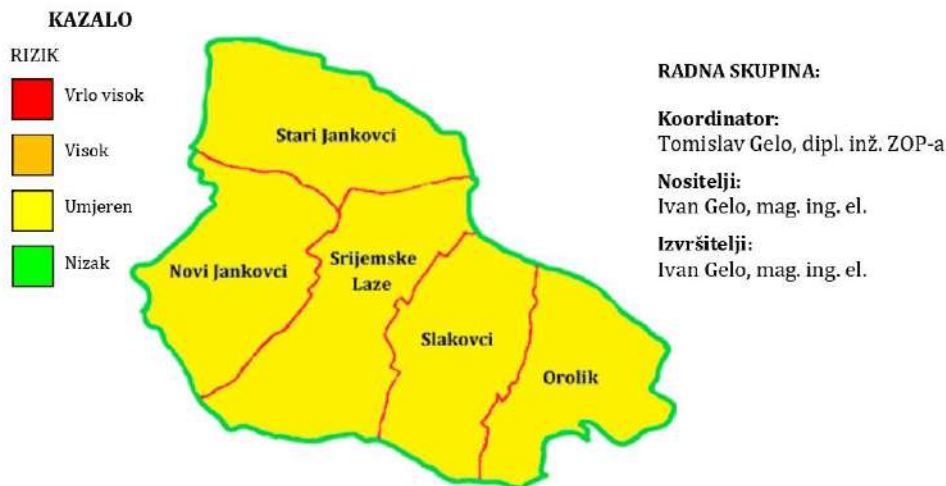 KAZALO
RIZIK
Vrlo visok
Visok
Umjeren
Nizak
Stari Jankovci
Novi Jankovci
Srijemske
Laze
Slakovci
Orolik
RADNA SKUPINA:
Koordinator:
Tomislav Gelo, dipl. inž. ZOP-a
Nositelji:
Ivan Gelo, mag. ing. el.
Izvršitelji:
Ivan Gelo, mag. ing. el.